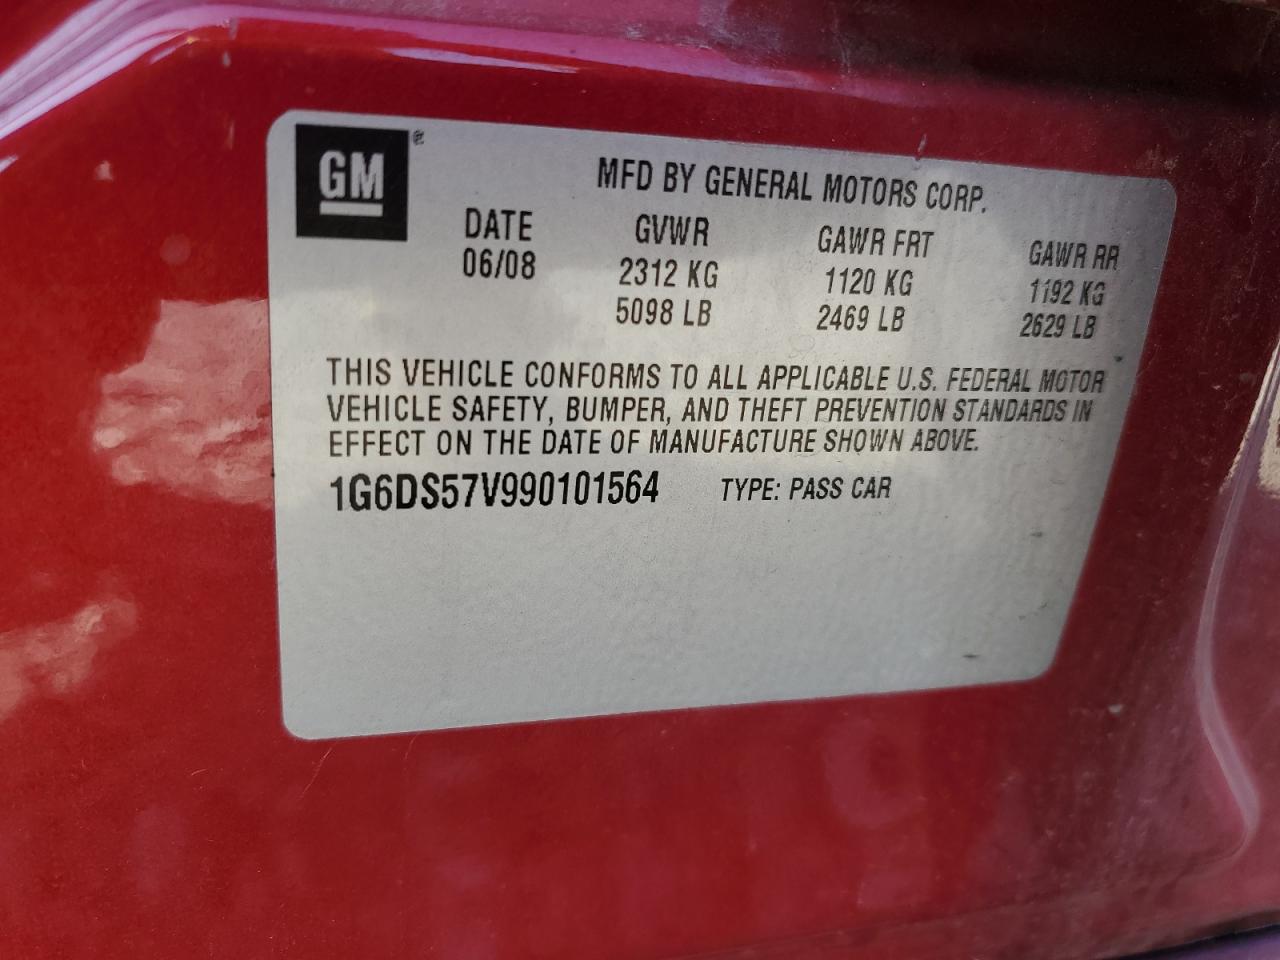 GM ®
MFD BY GENERAL MOTORS CORP.
DATE GVWR GAWR FRT GAWR RR
06/08 2312 KG 1120 KG 1192 KG
5098 LB 2469 LB 2629 LB
THIS VEHICLE CONFORMS TO ALL APPLICABLE U.S. FEDERAL MOTOR
VEHICLE SAFETY, BUMPER, AND THEFT PREVENTION STANDARDS IN
EFFECT ON THE DATE OF MANUFACTURE SHOWN ABOVE.
1G6DS57V990101564 TYPE: PASS CAR